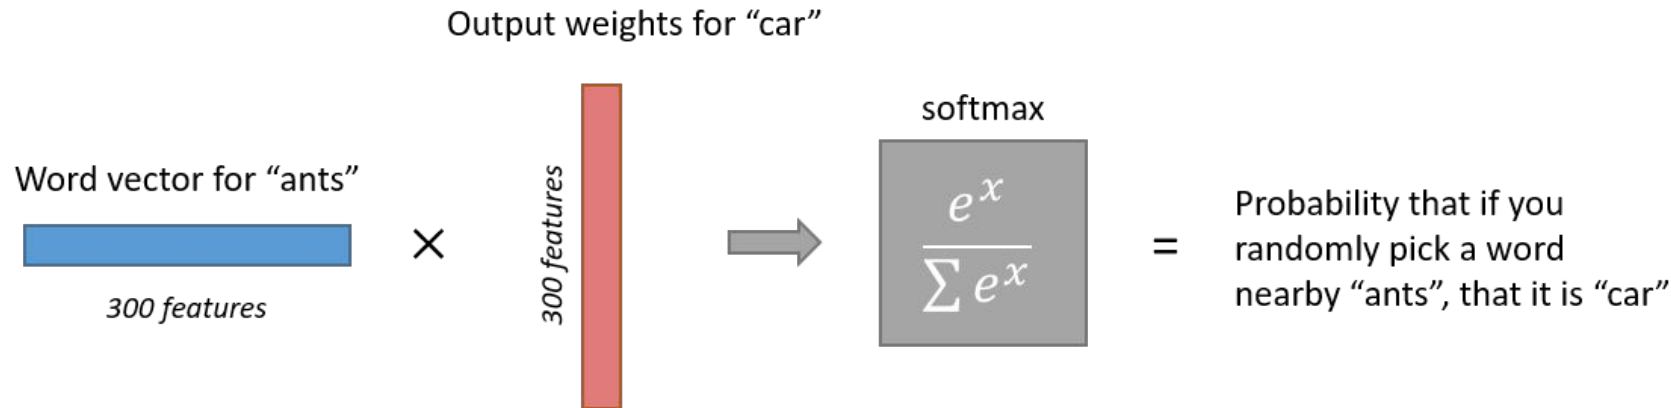 Output weights for “car”
softmax
Word vector for “ants”
300 features
×
300 features
e^x
∑ e^x
=
Probability that if you
randomly pick a word
nearby “ants”, that it is “car”